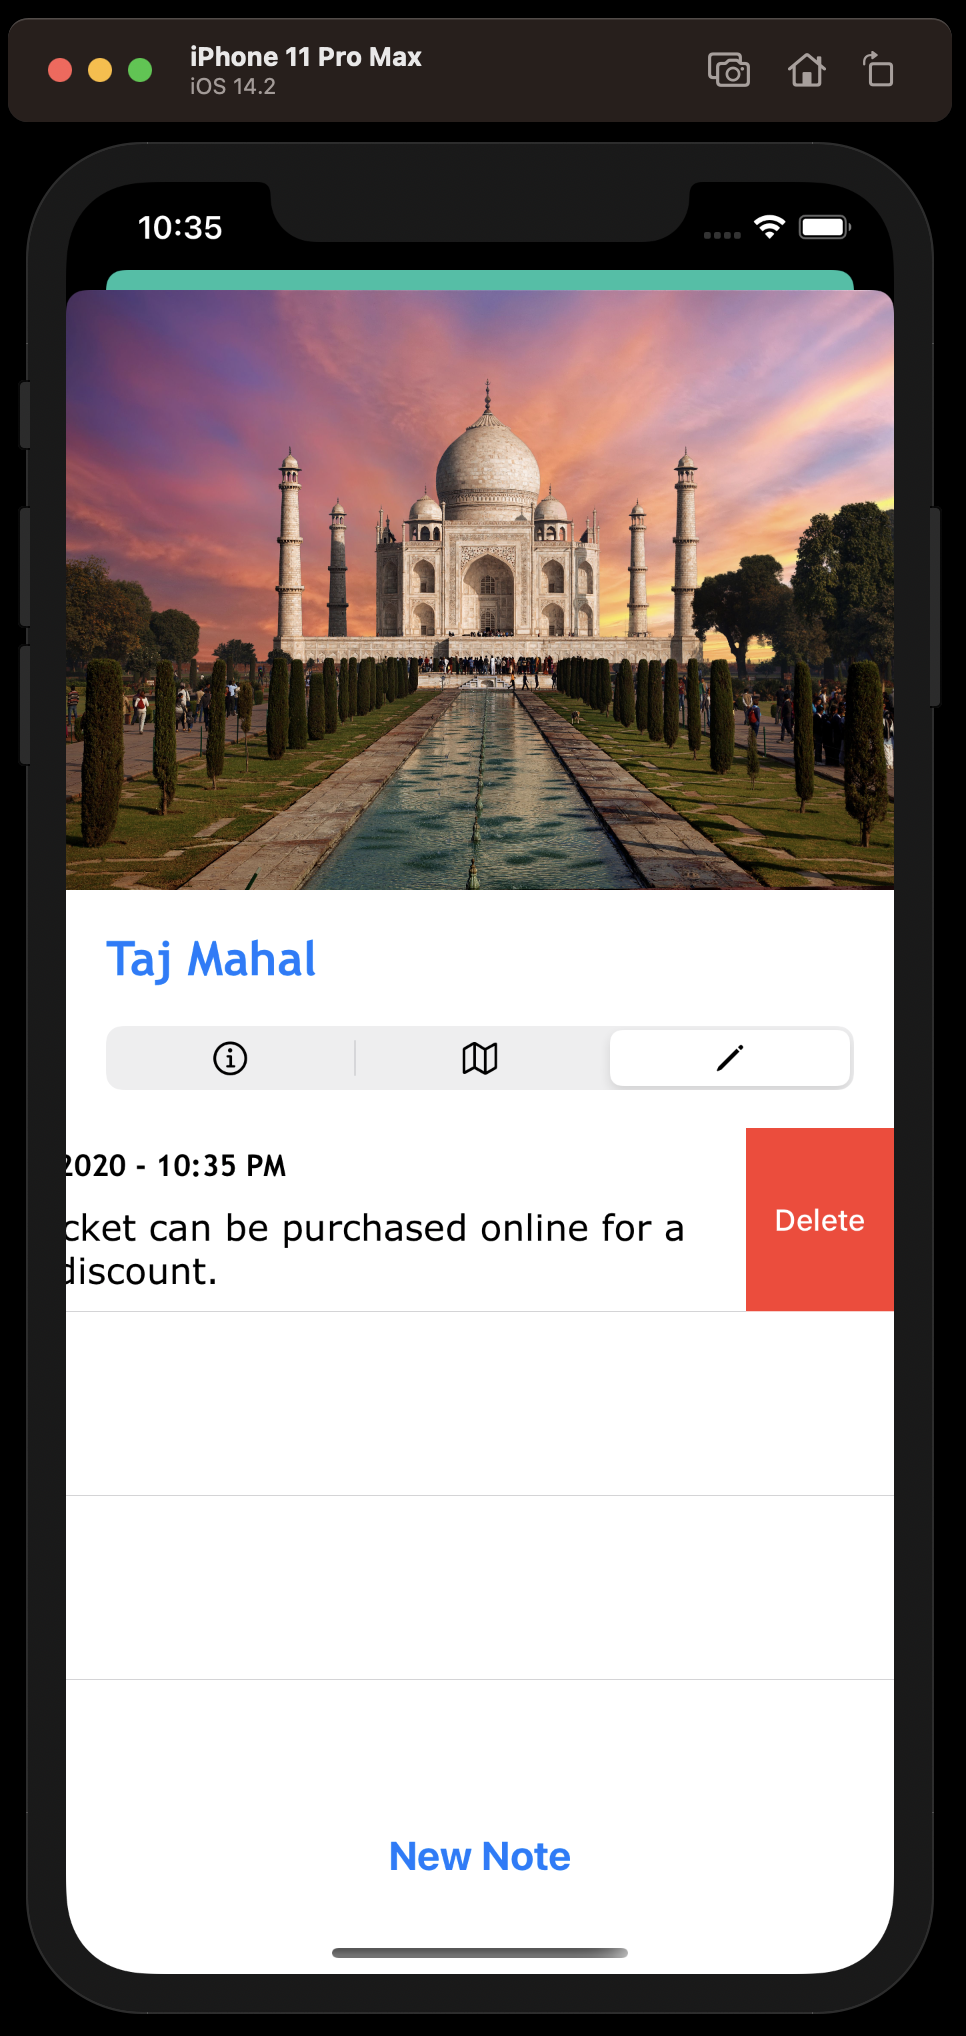 iPhone 11 Pro Max
iOS 14.2
10:35
Taj Mahal
2020 - 10:35 PM
cket can be purchased online for a
discount.
Delete
New Note